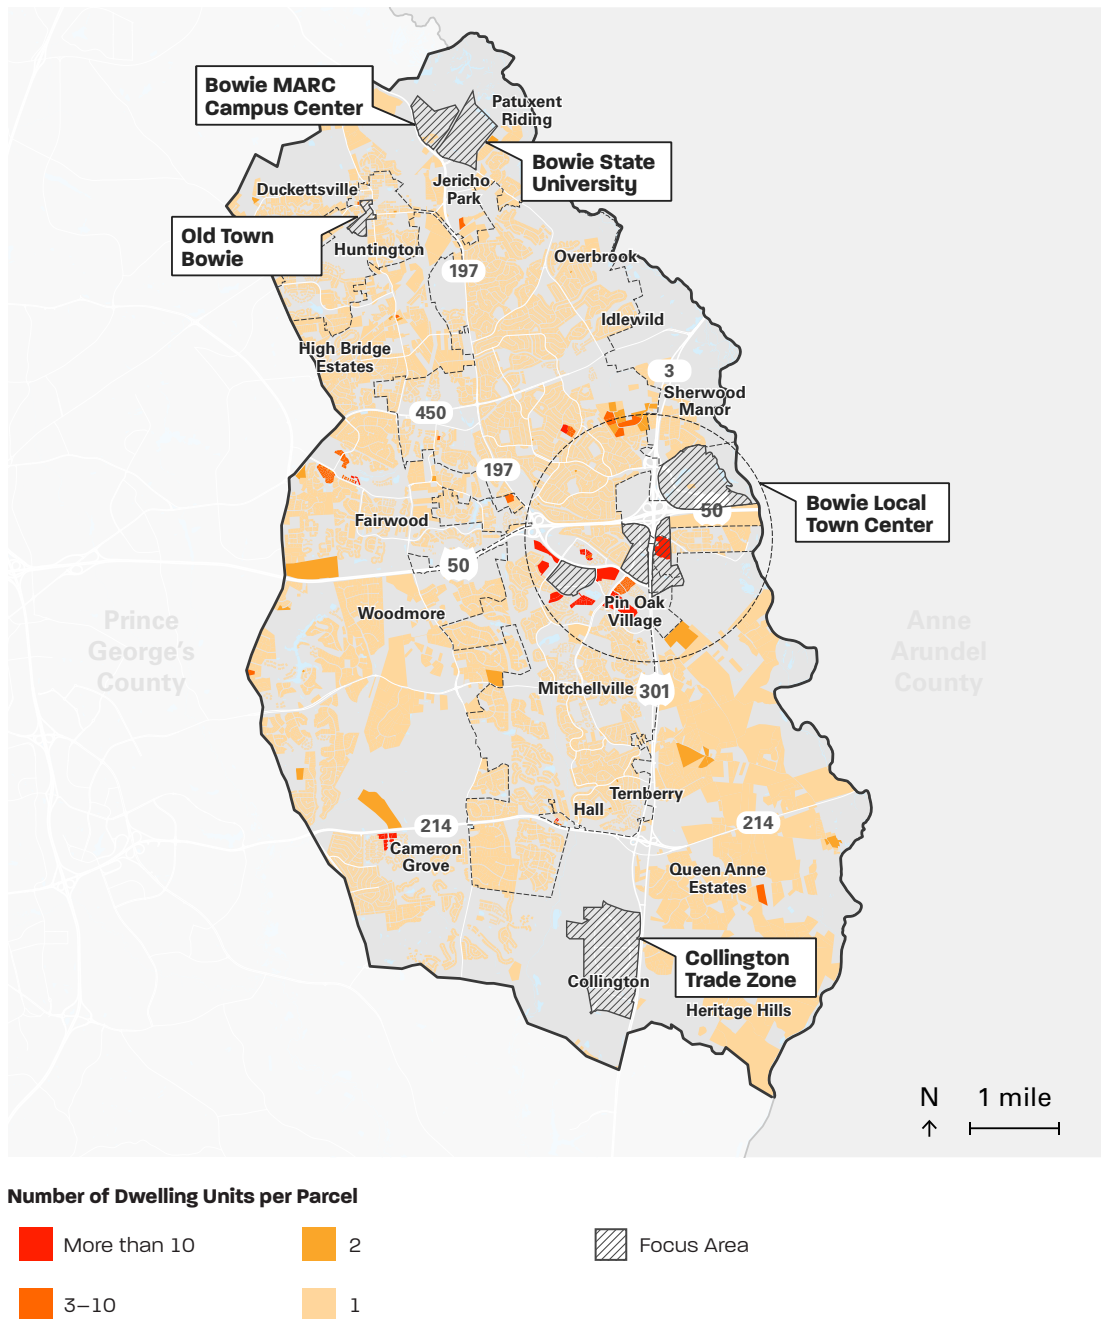 Bowie MARC
Campus Center
Patuxent
Riding
Bowie State
University
Duckettsville
Jericho
Park
Old Town
Bowie
Huntington
Overbrook
197
Idlewild
High Bridge
Estates
3
Sherwood
Manor
450
197
Bowie Local
Town Center
50
Fairwood
50
Pin Oak
Village
Woodmore
Prince
George's
County
Anne
Arundel
County
Mitchellville
301
Ternberry
Hall
214
214
Cameron
Grove
Queen Anne
Estates
Collington
Trade Zone
Collington
Heritage Hills
N
1 mile
Number of Dwelling Units per Parcel
More than 10
2
Focus Area
3–10
1